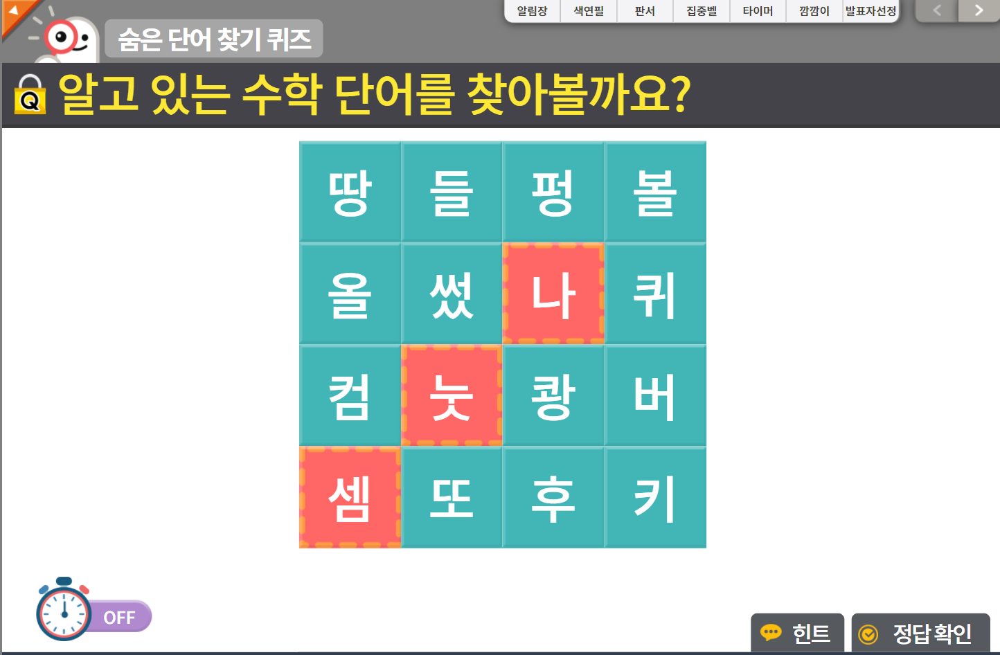 알림장 색연필 판서 집중벨 타이머 깜깜이 발표자선정
숨은 단어 찾기 퀴즈
Q 알고 있는 수학 단어를 찾아볼까요?
땅 들 펑 볼
올 썼 나 퀴
컴 눗 쾅 버
셈 또 후 키
OFF
힌트 정답 확인